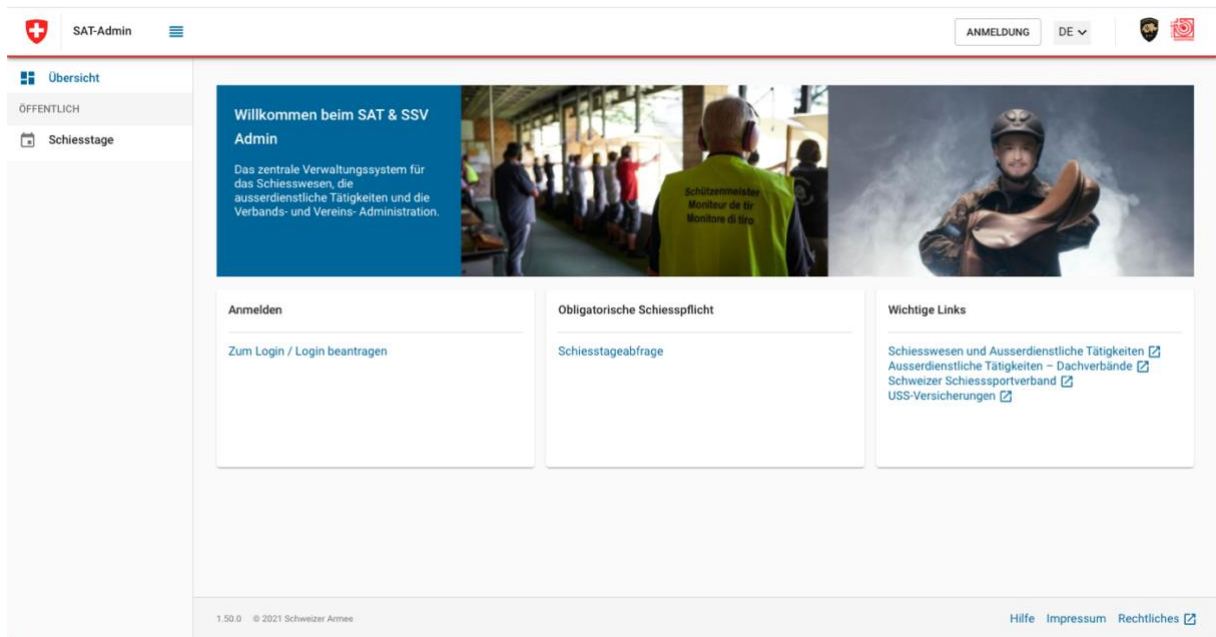 SAT-Admin
ANMELDUNG
DE
Übersicht
ÖFFENTLICH
Schiesstage
Willkommen beim SAT & SSV
Admin
Das zentrale Verwaltungssystem für
das Schiesswesen, die
ausserdienstliche Tätigkeiten und die
Verbands- und Vereins- Administration.
Schützenmeister
Moniteur de tir
Monitore di tiro
Anmelden
Zum Login / Login beantragen
Obligatorische Schiesspflicht
Schiesstageabfrage
Wichtige Links
Schiesswesen und Ausserdienstliche Tätigkeiten
Ausserdienstliche Tätigkeiten – Dachverbände
Schweizer Schiesssportverband
USS-Versicherungen
1.50.0 © 2021 Schweizer Armee
Hilfe Impressum Rechtliches